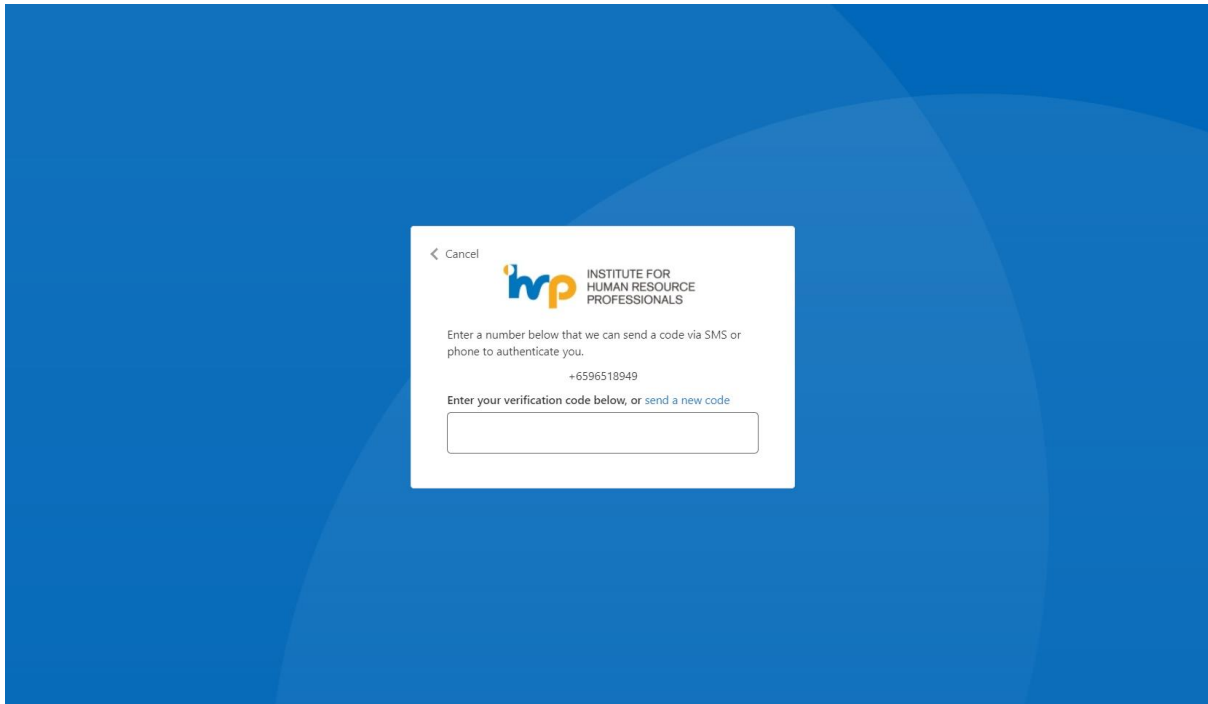 Cancel
ihrp
INSTITUTE FOR
HUMAN RESOURCE
PROFESSIONALS
Enter a number below that we can send a code via SMS or
phone to authenticate you.
+6596518949
Enter your verification code below, or send a new code